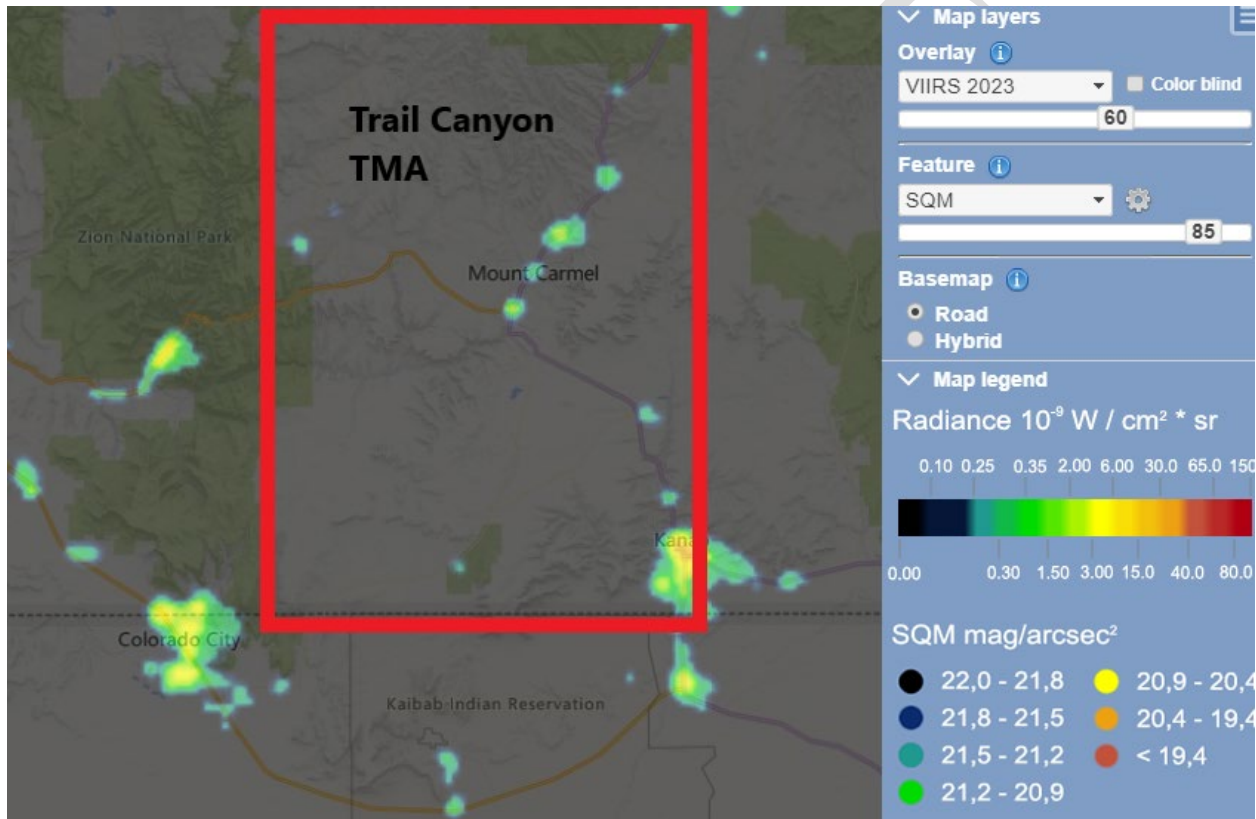 Trail Canyon
TMA
Zion National Park
Mount Carmel
Colorado City
Kaibab Indian Reservation
Map layers
Overlay
VIIRS 2023
Color blind
60
Feature
SQM
85
Basemap
Road
Hybrid
Map legend
Radiance 10⁻⁹ W / cm² * sr
0.10 0.25 0.35 2.00 6.00 30.0 65.0 150
0.00 0.30 1.50 3.00 15.0 40.0 80.0
SQM mag/arcsec²
22,0 - 21,8 20,9 - 20,4
21,8 - 21,5 20,4 - 19,4
21,5 - 21,2 < 19,4
21,2 - 20,9